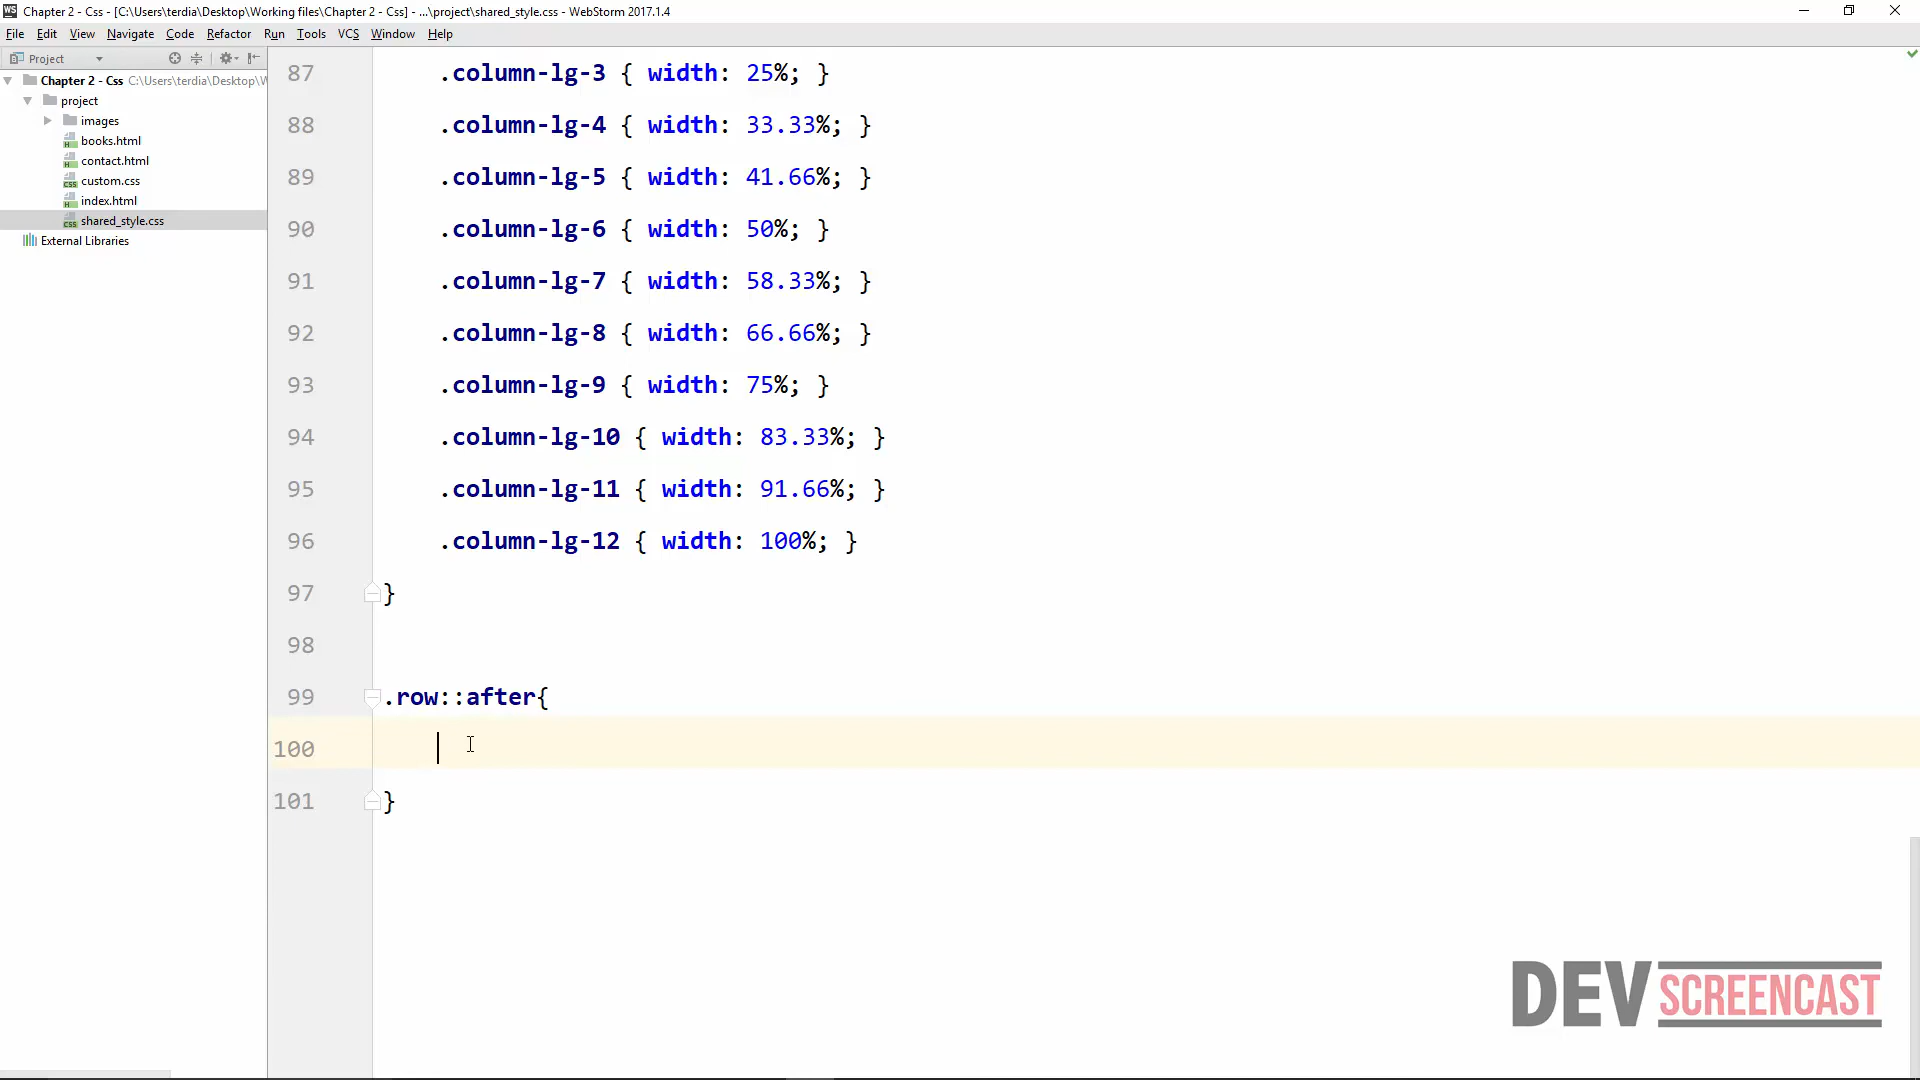 WS Chapter 2 - Css - [C:\Users\terdia\Desktop\Working files\Chapter 2 - Css] - ...\project\shared_style.css - WebStorm 2017.1.4
File Edit View Navigate Code Refactor Run Tools VCS Window Help
Project
Chapter 2 - Css C:\Users\terdia\Desktop\W
project
images
books.html
contact.html
custom.css
index.html
shared_style.css
External Libraries
87 .column-lg-3 { width: 25%; }
88 .column-lg-4 { width: 33.33%; }
89 .column-lg-5 { width: 41.66%; }
90 .column-lg-6 { width: 50%; }
91 .column-lg-7 { width: 58.33%; }
92 .column-lg-8 { width: 66.66%; }
93 .column-lg-9 { width: 75%; }
94 .column-lg-10 { width: 83.33%; }
95 .column-lg-11 { width: 91.66%; }
96 .column-lg-12 { width: 100%; }
97 }
98
99 .row::after{
100
101 }
DEVSCREENCAST